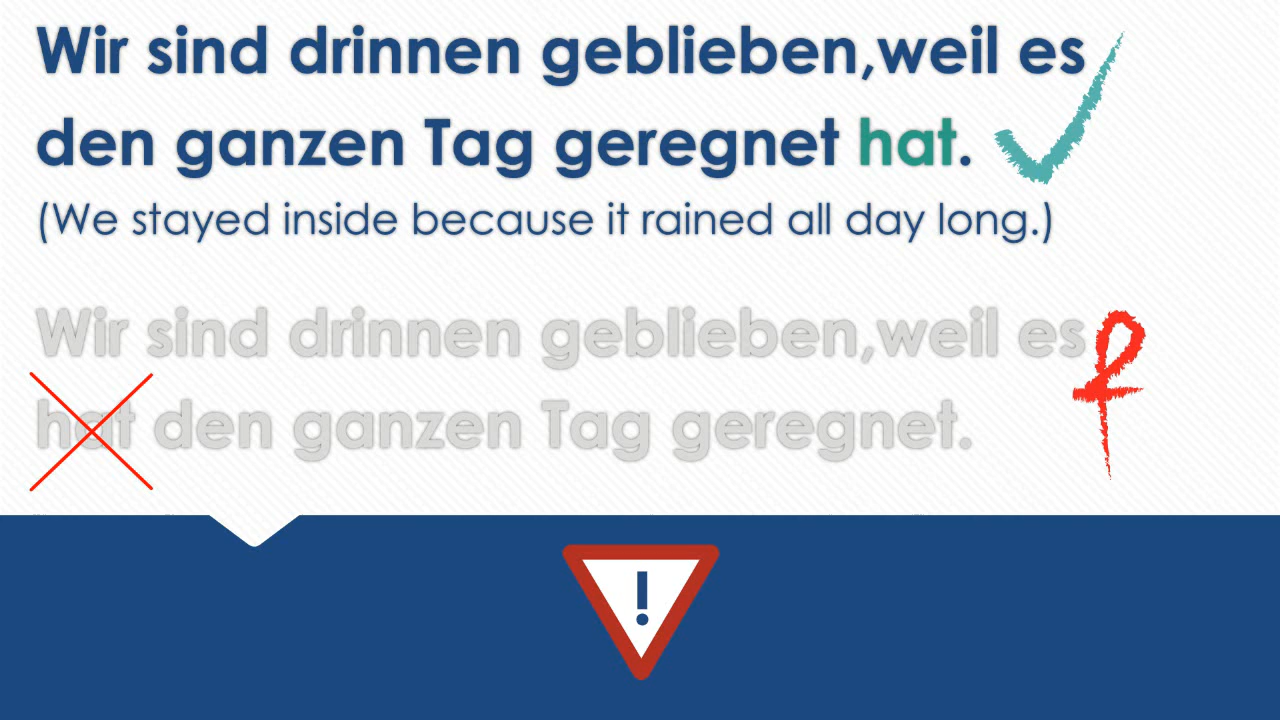 Wir sind drinnen geblieben,weil es
den ganzen Tag geregnet hat.
(We stayed inside because it rained all day long.)
Wir sind drinnen geblieben,weil es
hat den ganzen Tag geregnet.
!